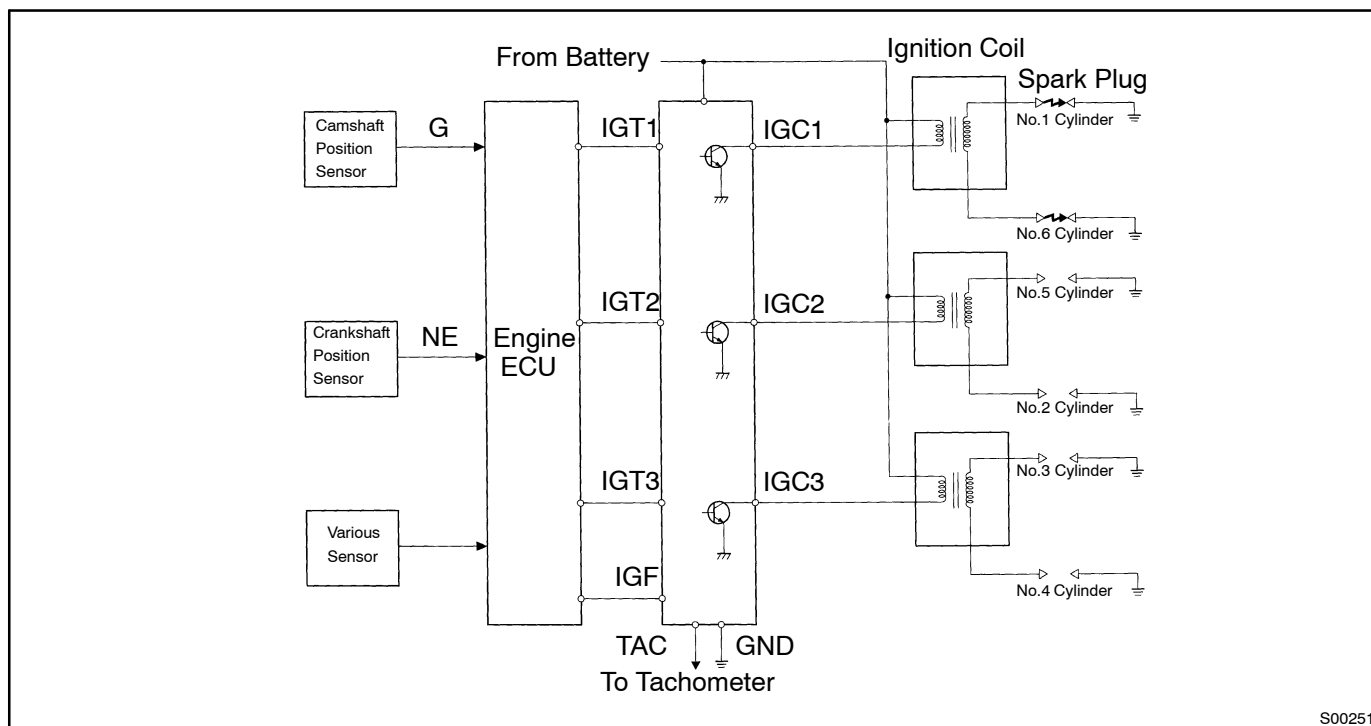 From Battery
Ignition Coil
Spark Plug
Camshaft
Position
Sensor
G
IGT1
IGC1
No.1 Cylinder
No.6 Cylinder
Crankshaft
Position
Sensor
NE
Engine
ECU
IGT2
IGC2
No.5 Cylinder
No.2 Cylinder
Various
Sensor
IGT3
IGC3
No.3 Cylinder
No.4 Cylinder
IGF
TAC
GND
To Tachometer
S00251